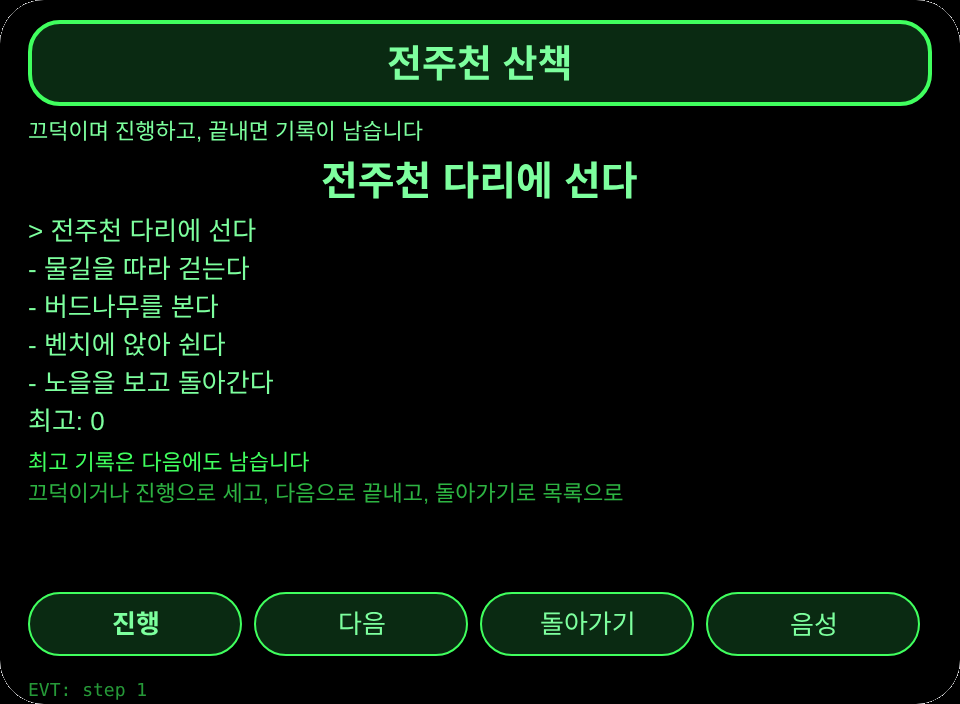 전주천 산책
끄덕이며 진행하고, 끝내면 기록이 남습니다
전주천 다리에 선다
> 전주천 다리에 선다
- 물길을 따라 걷는다
- 버드나무를 본다
- 벤치에 앉아 쉰다
- 노을을 보고 돌아간다
최고: 0
최고 기록은 다음에도 남습니다
끄덕이거나 진행으로 세고, 다음으로 끝내고, 돌아가기로 목록으로
진행 다음 돌아가기 음성
EVT: step 1